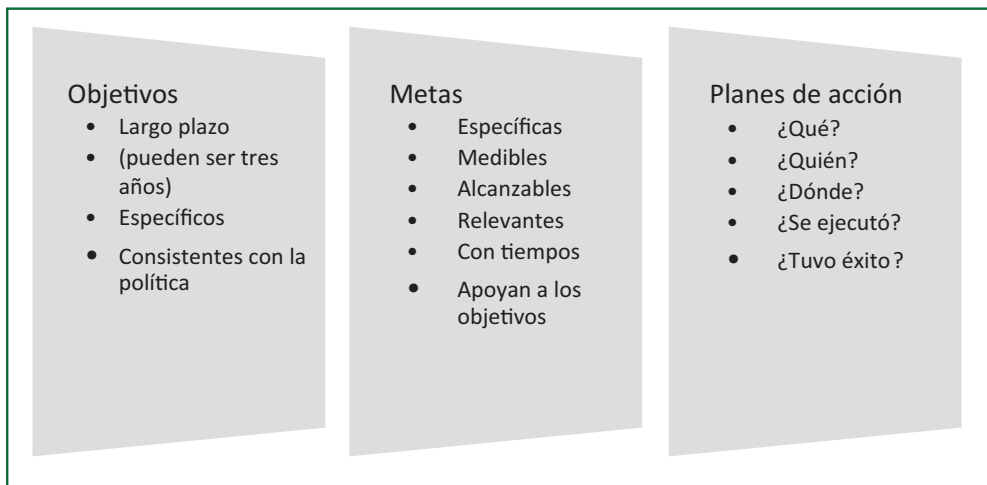 Objetivos
• Largo plazo
• (pueden ser tres
años)
• Específicos
• Consistentes con la
política
Metas
• Específicas
• Medibles
• Alcanzables
• Relevantes
• Con tiempos
• Apoyan a los
objetivos
Planes de acción
• ¿Qué?
• ¿Quién?
• ¿Dónde?
• ¿Se ejecutó?
• ¿Tuvo éxito?